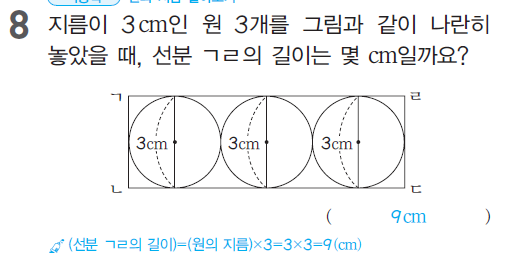 8 지름이 3cm인 원 3개를 그림과 같이 나란히
놓았을 때, 선분 ㄱㄹ의 길이는 몇 cm일까요?
ㄱ ㄹ
3cm 3cm 3cm
ㄴ ㄷ
( 9cm )
(선분 ㄱㄹ의 길이)=(원의 지름)×3=3×3=9(cm)